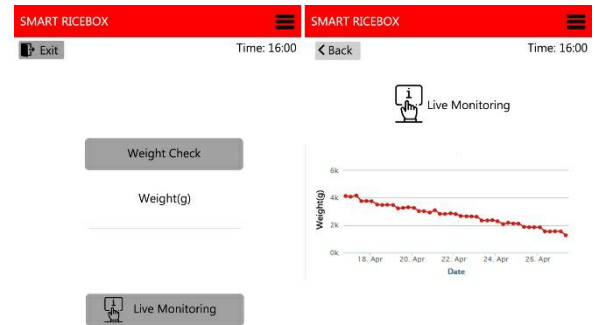 SMART RICEBOX
Exit
Time: 16:00
Weight Check
Weight(g)
Live Monitoring
SMART RICEBOX
Back
Time: 16:00
i
Live Monitoring
6k
4k
2k
0k
Weight(g)
18. Apr 20. Apr 22. Apr 24. Apr 26. Apr
Date